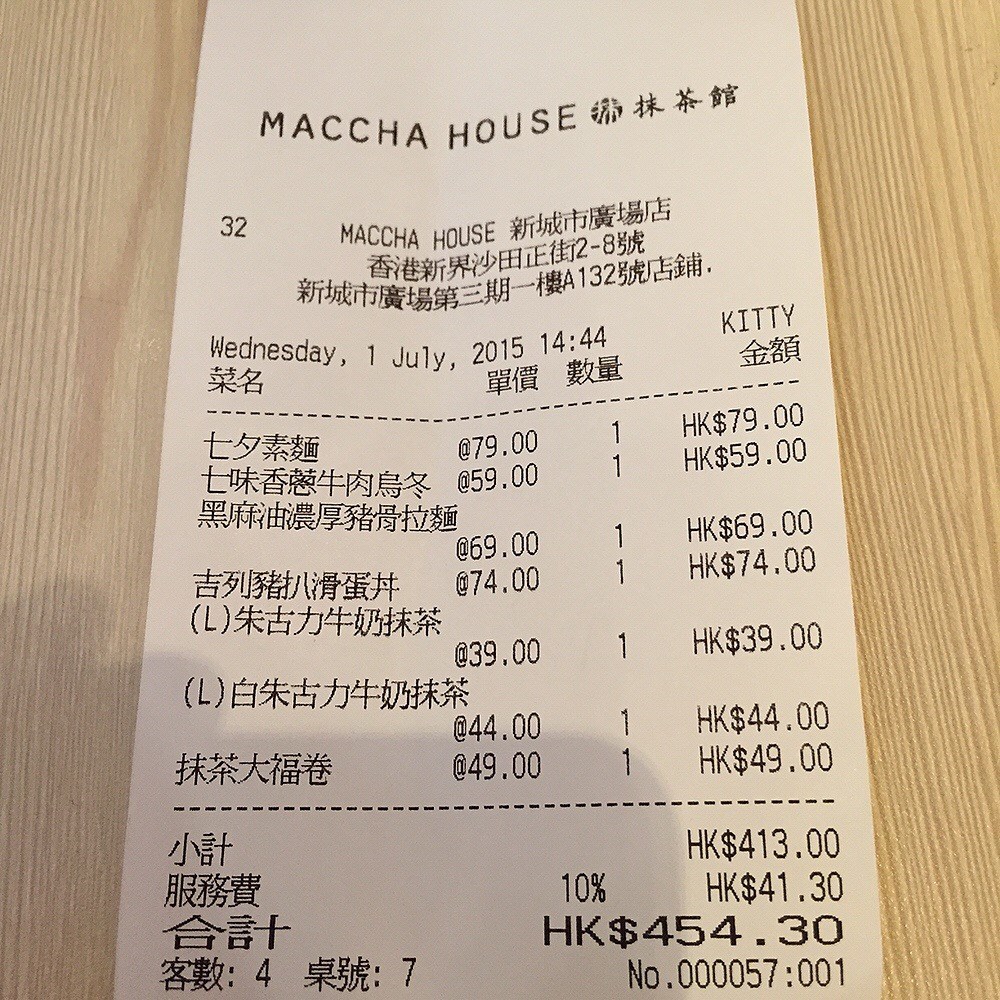 MACCHA HOUSE 抹茶館
32
MACCHA HOUSE 新城市廣場店
香港新界沙田正街2-8號
新城市廣場第三期一樓A132號店鋪.
KITTY
Wednesday, 1 July, 2015 14:44
菜名 單價 數量 金額
七夕素麵 @79.00 1 HK$79.00
七味香蔥牛肉烏冬 @59.00 1 HK$59.00
黑麻油濃厚豬骨拉麵
@69.00 1 HK$69.00
吉列豬扒滑蛋丼 @74.00 1 HK$74.00
(L)朱古力牛奶抹茶
@39.00 1 HK$39.00
(L)白朱古力牛奶抹茶
@44.00 1 HK$44.00
抹茶大福卷 @49.00 1 HK$49.00
小計 HK$413.00
服務費 10% HK$41.30
合計 HK$454.30
客數: 4 桌號: 7 No.000057:001